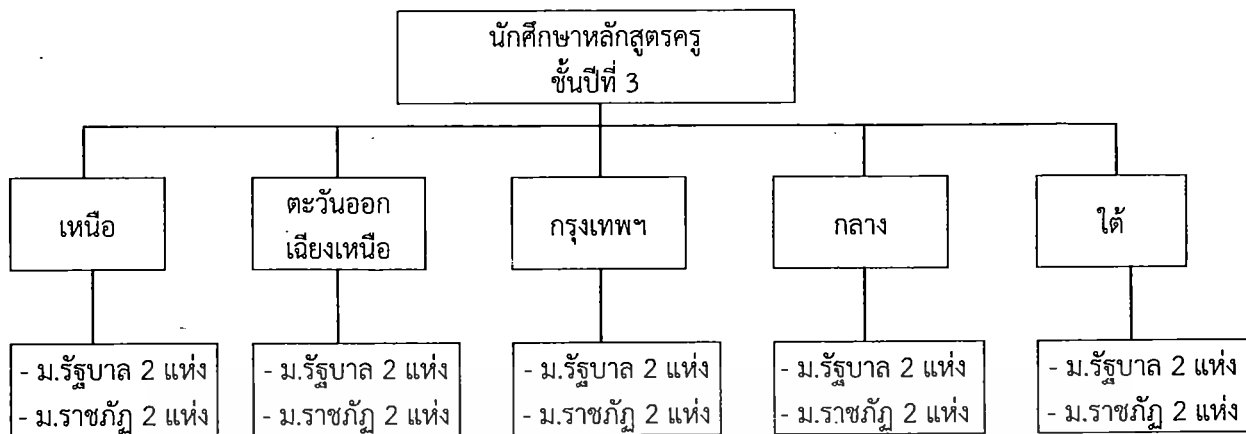 นักศึกษาหลักสูตรครู
ชั้นปีที่ 3
เหนือ
ตะวันออก
เฉียงเหนือ
กรุงเทพฯ
กลาง
ใต้
- ม.รัฐบาล 2 แห่ง
- ม.ราชภัฏ 2 แห่ง
- ม.รัฐบาล 2 แห่ง
- ม.ราชภัฏ 2 แห่ง
- ม.รัฐบาล 2 แห่ง
- ม.ราชภัฏ 2 แห่ง
- ม.รัฐบาล 2 แห่ง
- ม.ราชภัฏ 2 แห่ง
- ม.รัฐบาล 2 แห่ง
- ม.ราชภัฏ 2 แห่ง